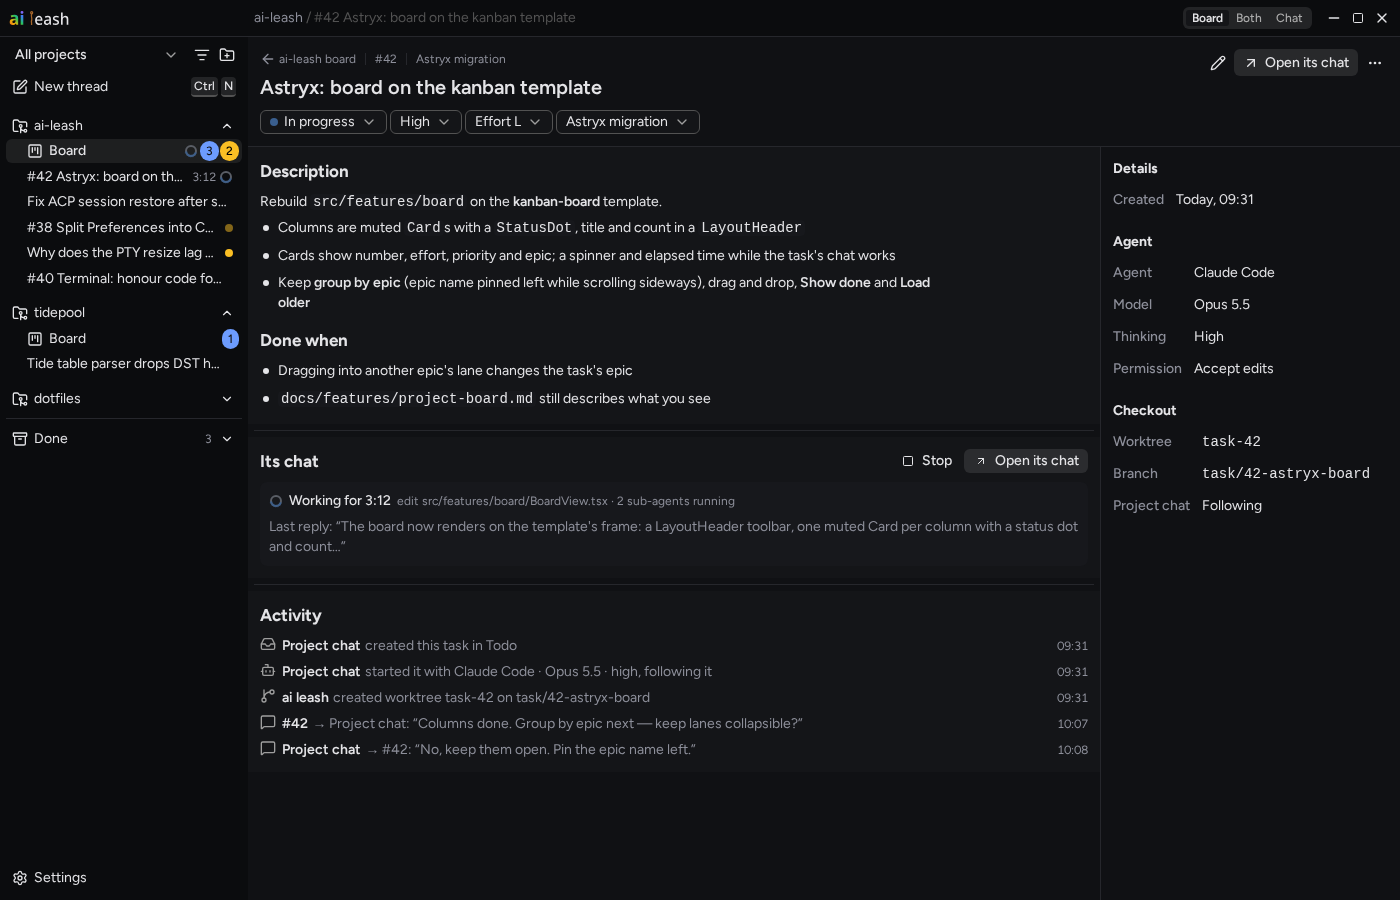 ai leash
ai-leash / #42 Astryx: board on the kanban template
Board Both Chat
All projects
New thread Ctrl N
ai-leash
Board 3 2
#42 Astryx: board on th... 3:12
Fix ACP session restore after s...
#38 Split Preferences into C...
Why does the PTY resize lag ...
#40 Terminal: honour code fo...
tidepool
Board 1
Tide table parser drops DST h...
dotfiles
Done 3
Settings
ai-leash board #42 Astryx migration
Astryx: board on the kanban template
Open its chat
In progress High Effort L Astryx migration
Description
Rebuild src/features/board on the kanban-board template.
Columns are muted Card s with a StatusDot , title and count in a LayoutHeader
Cards show number, effort, priority and epic; a spinner and elapsed time while the task's chat works
Keep group by epic (epic name pinned left while scrolling sideways), drag and drop, Show done and Load
older
Done when
Dragging into another epic's lane changes the task's epic
docs/features/project-board.md still describes what you see
Its chat Stop Open its chat
Working for 3:12 edit src/features/board/BoardView.tsx · 2 sub-agents running
Last reply: “The board now renders on the template's frame: a LayoutHeader toolbar, one muted Card per column with a status dot
and count…”
Activity
Project chat created this task in Todo 09:31
Project chat started it with Claude Code · Opus 5.5 · high, following it 09:31
ai leash created worktree task-42 on task/42-astryx-board 09:31
#42 → Project chat: “Columns done. Group by epic next — keep lanes collapsible?” 10:07
Project chat → #42: “No, keep them open. Pin the epic name left.” 10:08
Details
Created Today, 09:31
Agent
Agent Claude Code
Model Opus 5.5
Thinking High
Permission Accept edits
Checkout
Worktree task-42
Branch task/42-astryx-board
Project chat Following